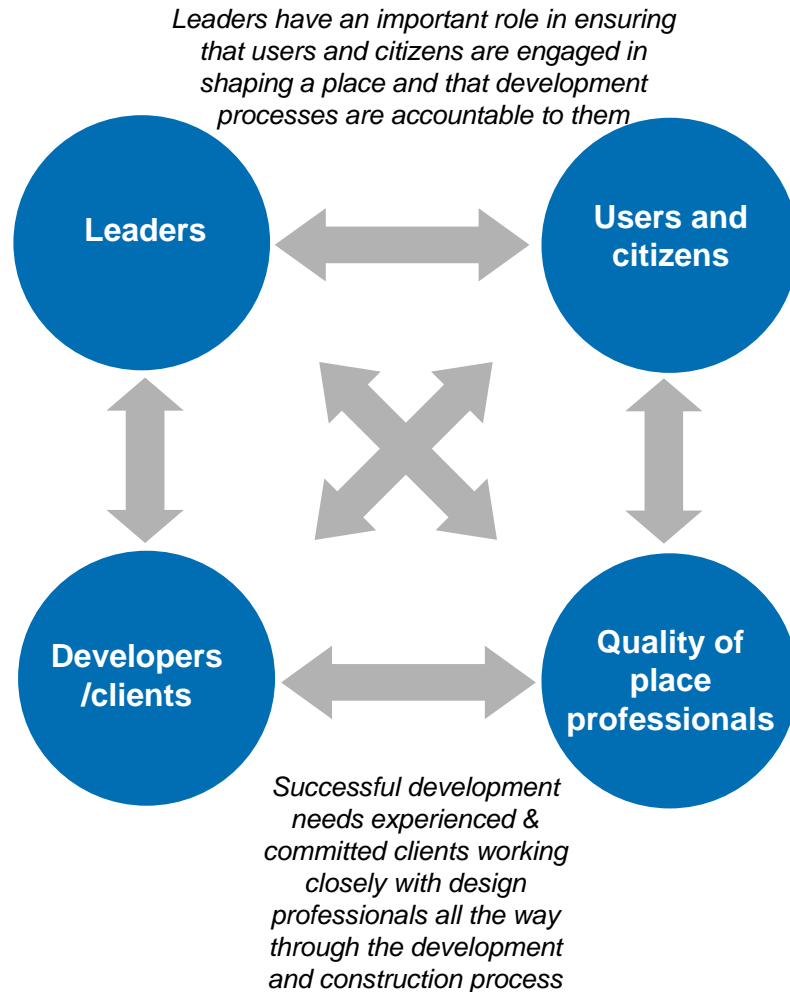 Leaders have an important role in ensuring
that users and citizens are engaged in
shaping a place and that development
processes are accountable to them
Leaders
Users and
citizens
Developers
/clients
Quality of
place
professionals
Successful development
needs experienced &
committed clients working
closely with design
professionals all the way
through the development
and construction process